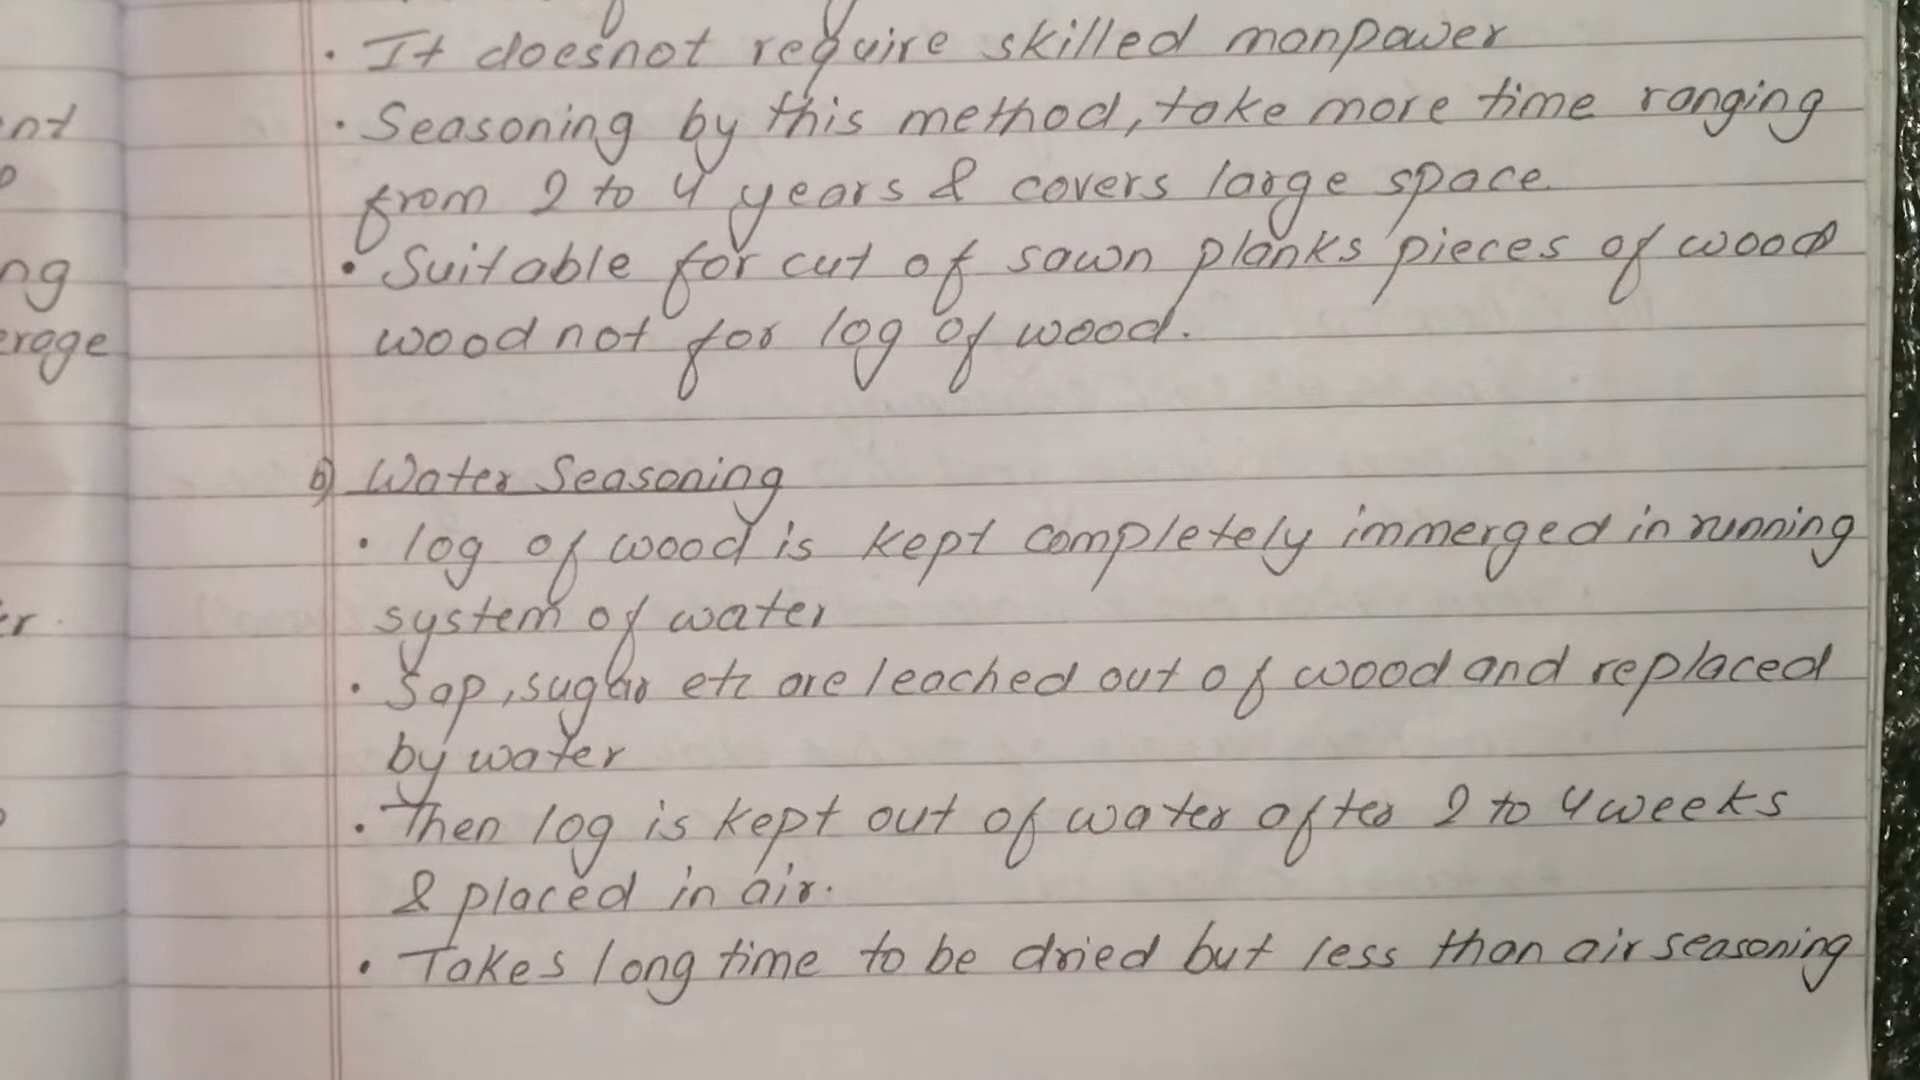 • It doesnot require skilled manpower
• Seasoning by this method, take more time ranging
from 2 to 4 years & covers large space
• Suitable for cut of sawn planks pieces of wood
wood not for log of wood.
b) Water Seasoning
• log of wood is kept completely immerged in running
system of water
• Sap, sugar etc are leached out of wood and replaced
by water
• Then log is kept out of water after 2 to 4 weeks
& placed in air.
• Takes long time to be dried but less than air seasoning
ng
erage